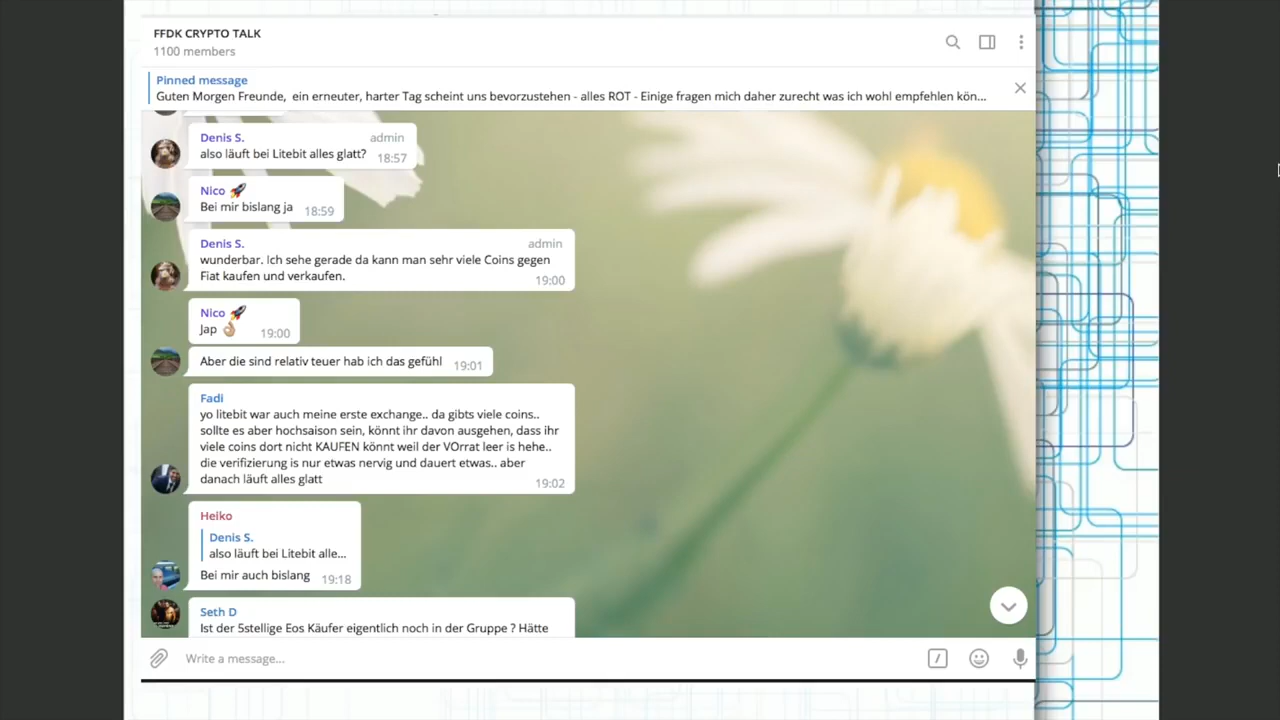 FFDK CRYPTO TALK
1100 members
Pinned message
Guten Morgen Freunde, ein erneuter, harter Tag scheint uns bevorzustehen - alles ROT - Einige fragen mich daher zurecht was ich wohl empfehlen kön...
Denis S. admin
also läuft bei Litebit alles glatt? 18:57
Nico 🚀
Bei mir bislang ja 18:59
Denis S. admin
wunderbar. Ich sehe gerade da kann man sehr viele Coins gegen
Fiat kaufen und verkaufen. 19:00
Nico 🚀
Jap 👌🏼 19:00
Aber die sind relativ teuer hab ich das gefühl 19:01
Fadi
yo litebit war auch meine erste exchange.. da gibts viele coins..
sollte es aber hochsaison sein, könnt ihr davon ausgehen, dass ihr
viele coins dort nicht KAUFEN könnt weil der VOrrat leer is hehe..
die verifizierung is nur etwas nervig und dauert etwas.. aber
danach läuft alles glatt 19:02
Heiko
Denis S.
also läuft bei Litebit alle...
Bei mir auch bislang 19:18
Seth D
Ist der 5stellige Eos Käufer eigentlich noch in der Gruppe ? Hätte
Write a message...